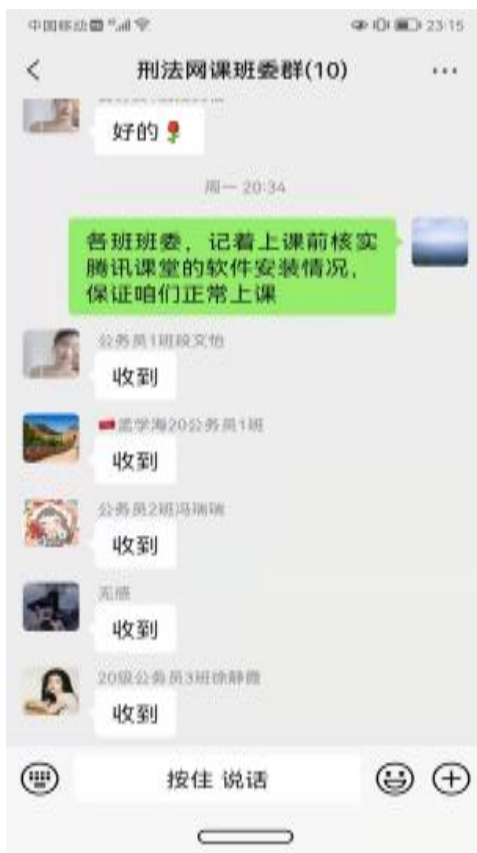 中国移动 23:15
刑法网课班委群(10)
好的
周一 20:34
各班班委，记着上课前核实
腾讯课堂的软件安装情况，
保证咱们正常上课
公务员1班段文怡
收到
孟学海20公务员1班
收到
公务员2班冯瑞瑞
收到
无感
收到
20级公务员3班徐静微
收到
按住 说话